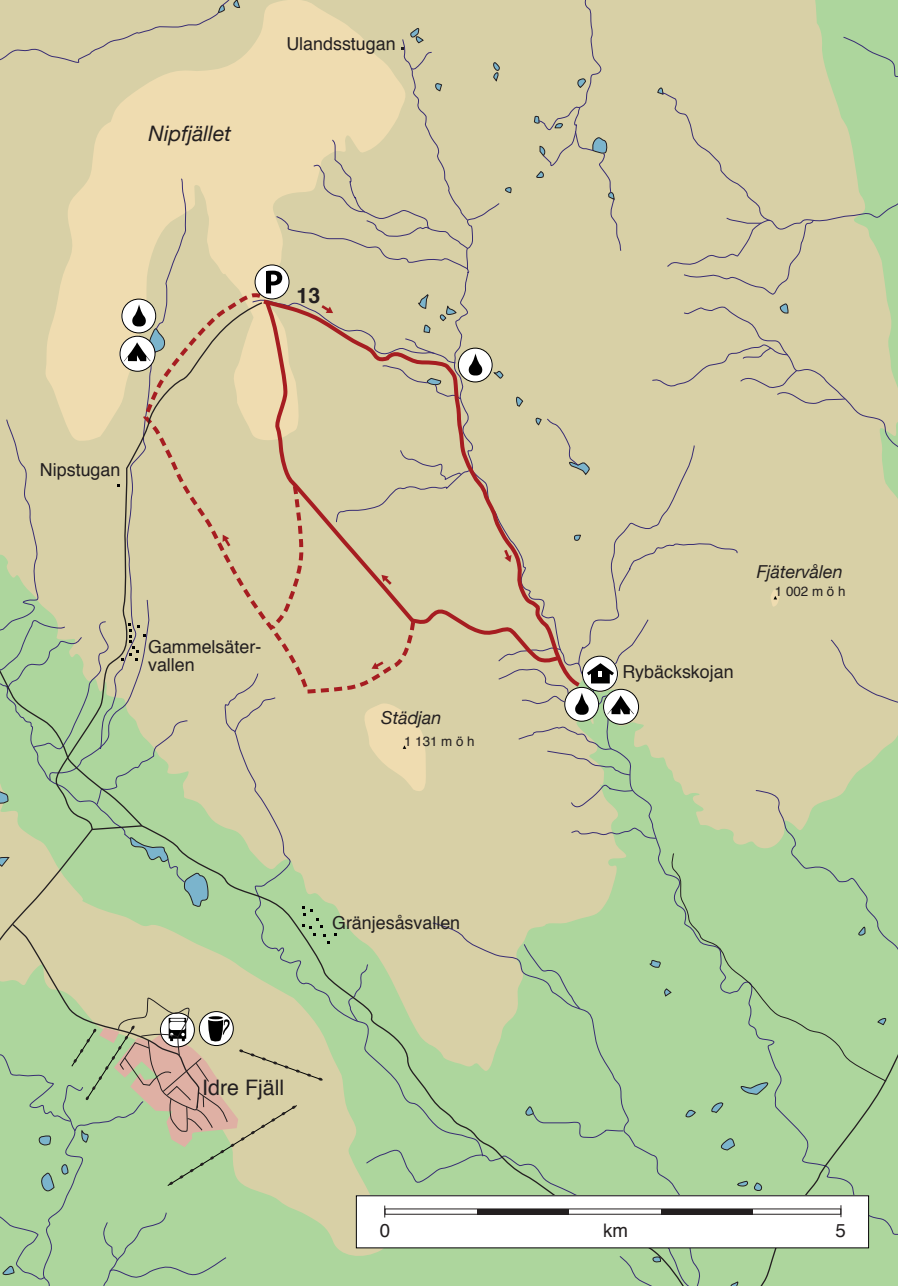 Ulandsstugan
Nipfjället
P
13
Nipstugan
Fjätervålen
1 002 m ö h
Gammelsäter-
vallen
Rybäckskojan
Städjan
1 131 m ö h
Gränjesåsvallen
Idre Fjäll
0 km 5